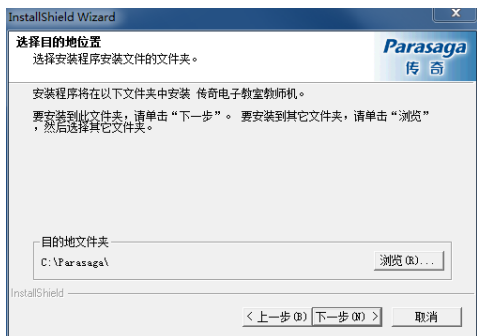 InstallShield Wizard
选择目的地位置
选择安装程序安装文件的文件夹。
Parasaga
传奇
安装程序将在以下文件夹中安装 传奇电子教室教师机。
要安装到此文件夹,请单击“下一步”。 要安装到其它文件夹,请单击“浏览”
,然后选择其它文件夹。
目的地文件夹
C:\Parasaga\
浏览(R)...
InstallShield
< 上一步(B) 下一步(N) > 取消